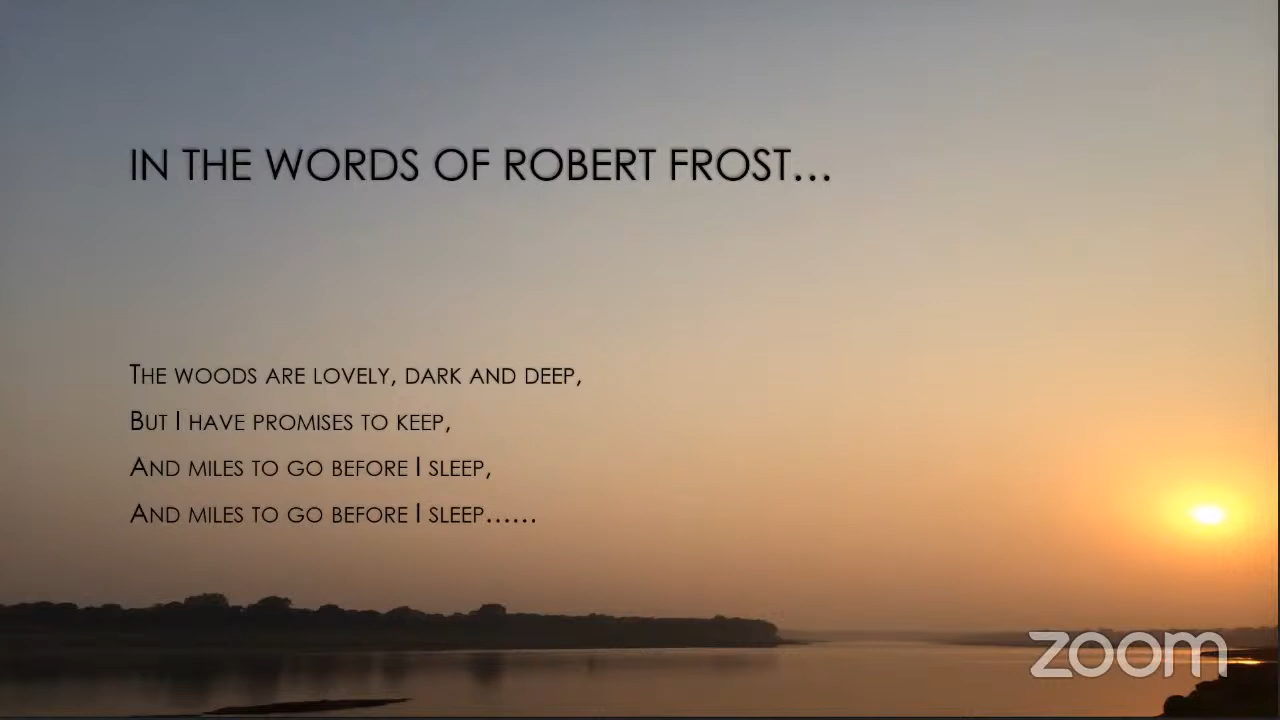 IN THE WORDS OF ROBERT FROST...
THE WOODS ARE LOVELY, DARK AND DEEP,
BUT I HAVE PROMISES TO KEEP,
AND MILES TO GO BEFORE I SLEEP,
AND MILES TO GO BEFORE I SLEEP......
zoom